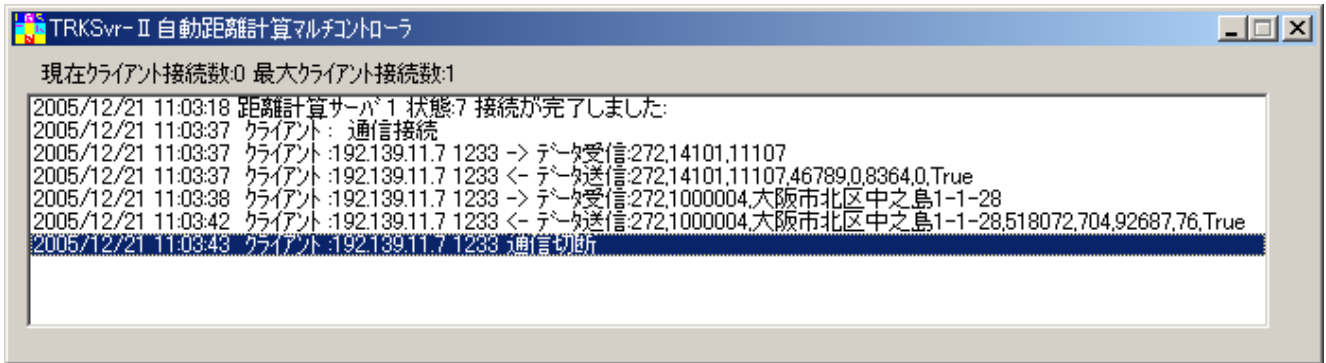 TRKSvr-Ⅱ 自動距離計算マルチコントローラ
現在クライアント接続数:0 最大クライアント接続数:1
2005/12/21 11:03:18 距離計算サーバ1 状態:7 接続が完了しました:
2005/12/21 11:03:37 クライアント : 通信接続
2005/12/21 11:03:37 クライアント :192.139.11.7 1233 -> データ受信:272,14101,11107
2005/12/21 11:03:37 クライアント :192.139.11.7 1233 <- データ送信:272,14101,11107,46789,0,8364,0,True
2005/12/21 11:03:38 クライアント :192.139.11.7 1233 -> データ受信:272,1000004,大阪市北区中之島1-1-28
2005/12/21 11:03:42 クライアント :192.139.11.7 1233 <- データ送信:272,1000004,大阪市北区中之島1-1-28,518072,704,92687,76,True
2005/12/21 11:03:43 クライアント :192.139.11.7 1233 通信切断